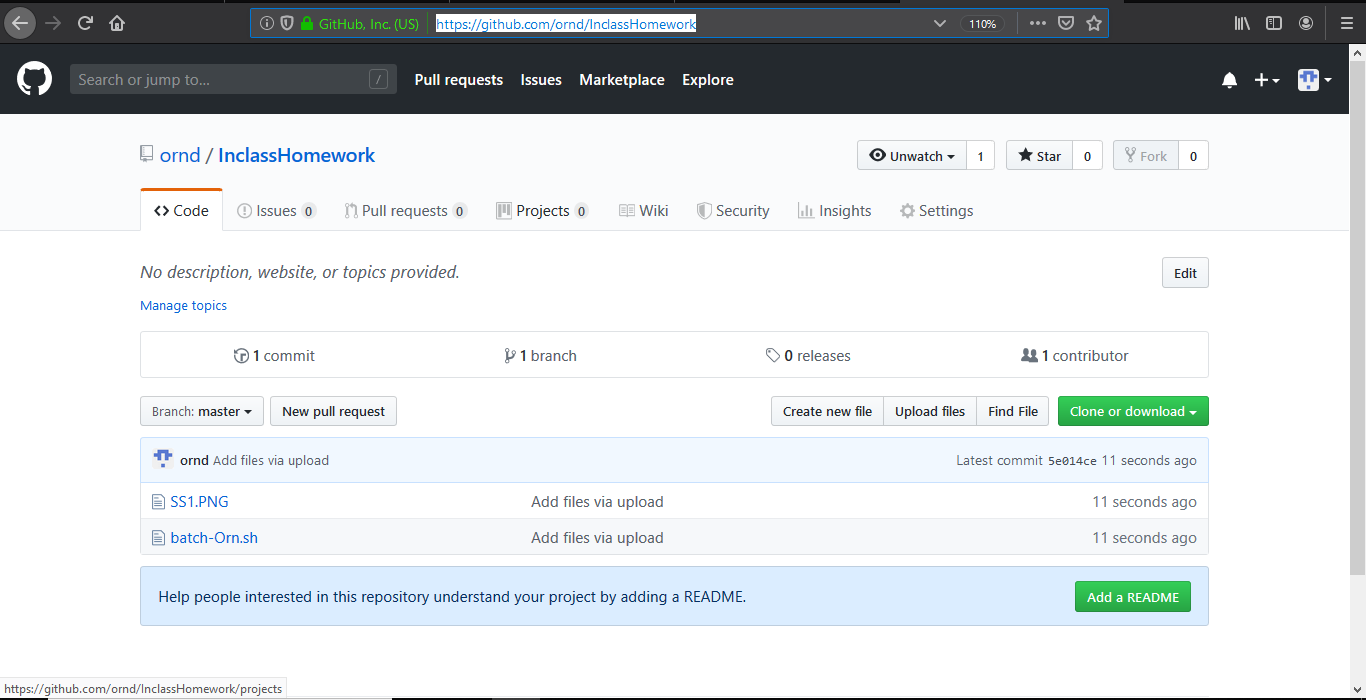 GitHub, Inc. (US) https://github.com/ornd/InclassHomework 110%
Search or jump to... / Pull requests Issues Marketplace Explore
ornd / InclassHomework Unwatch 1 Star 0 Fork 0
Code Issues 0 Pull requests 0 Projects 0 Wiki Security Insights Settings
No description, website, or topics provided. Edit
Manage topics
1 commit 1 branch 0 releases 1 contributor
Branch: master New pull request Create new file Upload files Find File Clone or download
ornd Add files via upload Latest commit 5e014ce 11 seconds ago
SS1.PNG Add files via upload 11 seconds ago
batch-Orn.sh Add files via upload 11 seconds ago
Help people interested in this repository understand your project by adding a README. Add a README
https://github.com/ornd/InclassHomework/projects